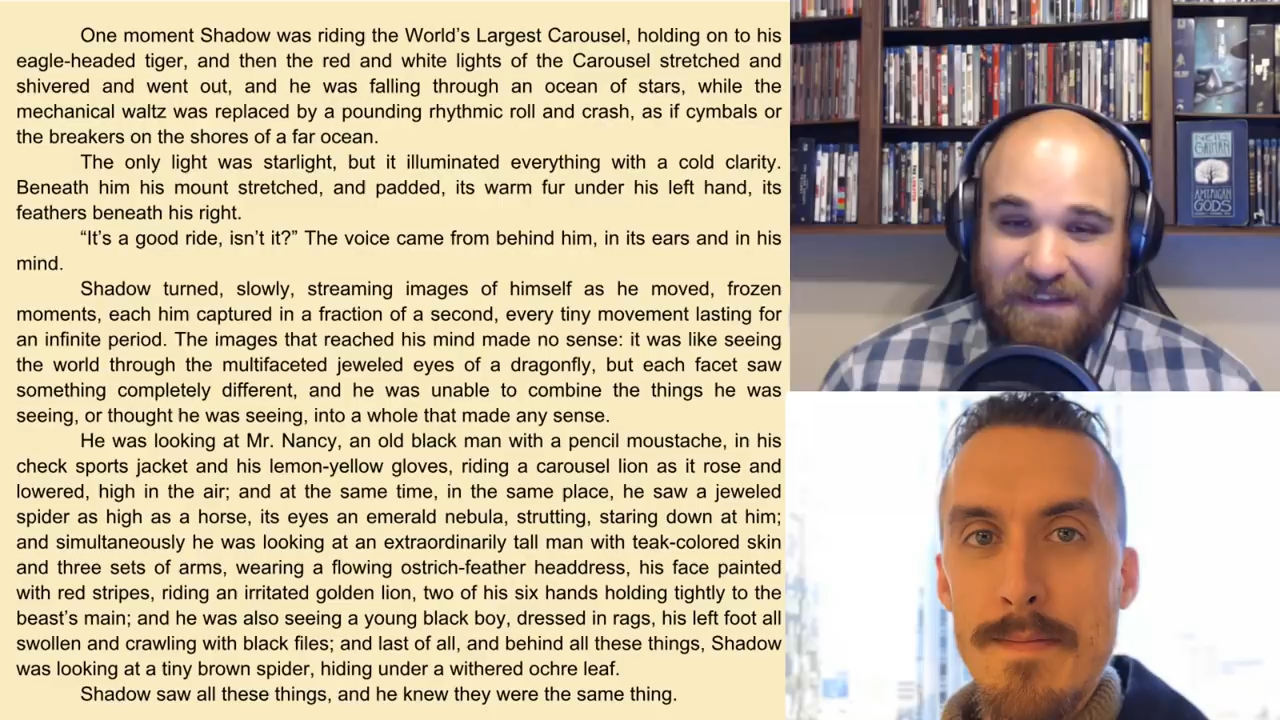 One moment Shadow was riding the World's Largest Carousel, holding on to his
eagle-headed tiger, and then the red and white lights of the Carousel stretched and
shivered and went out, and he was falling through an ocean of stars, while the
mechanical waltz was replaced by a pounding rhythmic roll and crash, as if cymbals or
the breakers on the shores of a far ocean.
The only light was starlight, but it illuminated everything with a cold clarity.
Beneath him his mount stretched, and padded, its warm fur under his left hand, its
feathers beneath his right.
“It's a good ride, isn't it?” The voice came from behind him, in its ears and in his
mind.
Shadow turned, slowly, streaming images of himself as he moved, frozen
moments, each him captured in a fraction of a second, every tiny movement lasting for
an infinite period. The images that reached his mind made no sense: it was like seeing
the world through the multifaceted jeweled eyes of a dragonfly, but each facet saw
something completely different, and he was unable to combine the things he was
seeing, or thought he was seeing, into a whole that made any sense.
He was looking at Mr. Nancy, an old black man with a pencil moustache, in his
check sports jacket and his lemon-yellow gloves, riding a carousel lion as it rose and
lowered, high in the air; and at the same time, in the same place, he saw a jeweled
spider as high as a horse, its eyes an emerald nebula, strutting, staring down at him;
and simultaneously he was looking at an extraordinarily tall man with teak-colored skin
and three sets of arms, wearing a flowing ostrich-feather headdress, his face painted
with red stripes, riding an irritated golden lion, two of his six hands holding tightly to the
beast's main; and he was also seeing a young black boy, dressed in rags, his left foot all
swollen and crawling with black files; and last of all, and behind all these things, Shadow
was looking at a tiny brown spider, hiding under a withered ochre leaf.
Shadow saw all these things, and he knew they were the same thing.
NEIL
GAIMAN
AMERICAN
GODS